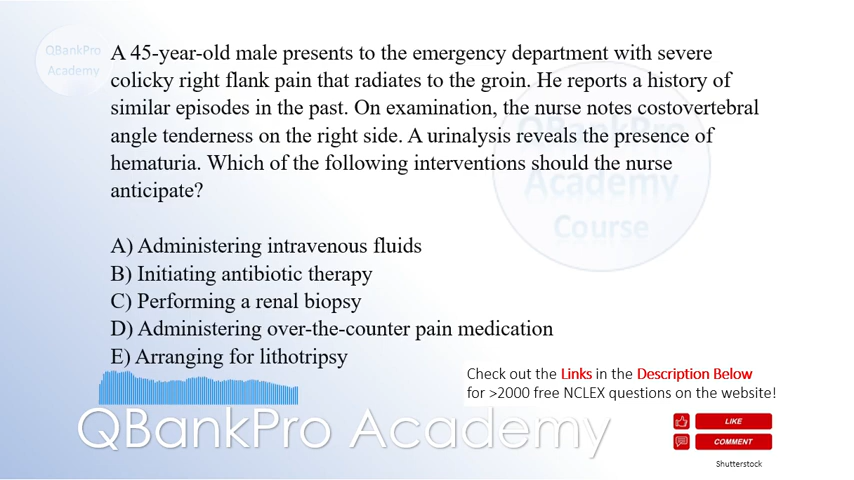 QBankPro
Academy
A 45-year-old male presents to the emergency department with severe
colicky right flank pain that radiates to the groin. He reports a history of
similar episodes in the past. On examination, the nurse notes costovertebral
angle tenderness on the right side. A urinalysis reveals the presence of
hematuria. Which of the following interventions should the nurse
anticipate?
QBankPro
Academy
Course
A) Administering intravenous fluids
B) Initiating antibiotic therapy
C) Performing a renal biopsy
D) Administering over-the-counter pain medication
E) Arranging for lithotripsy
Check out the Links in the Description Below
for >2000 free NCLEX questions on the website!
QBankPro Academy
LIKE
COMMENT
Shutterstock